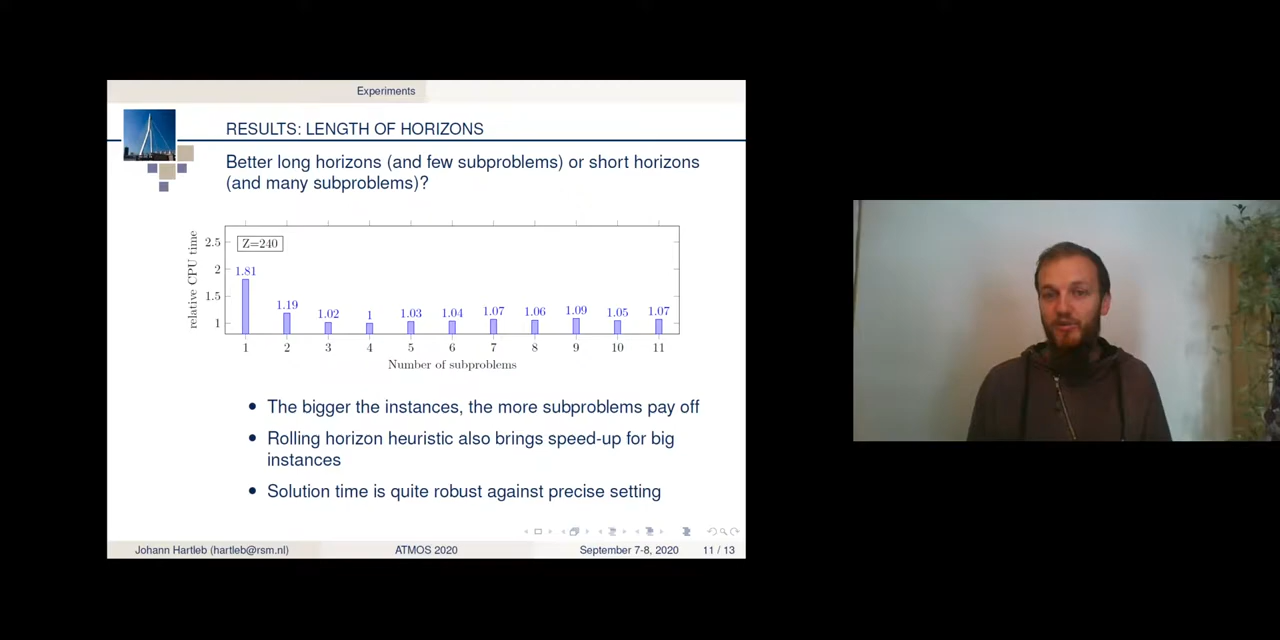 Experiments
RESULTS: LENGTH OF HORIZONS
Better long horizons (and few subproblems) or short horizons
(and many subproblems)?
relative CPU time
2.5
2
1.5
1
Z=240
1.81
1.19
1.02
1
1.03
1.04
1.07
1.06
1.09
1.05
1.07
1 2 3 4 5 6 7 8 9 10 11
Number of subproblems
• The bigger the instances, the more subproblems pay off
• Rolling horizon heuristic also brings speed-up for big
instances
• Solution time is quite robust against precise setting
Johann Hartleb (hartleb@rsm.nl) ATMOS 2020 September 7-8, 2020 11 / 13